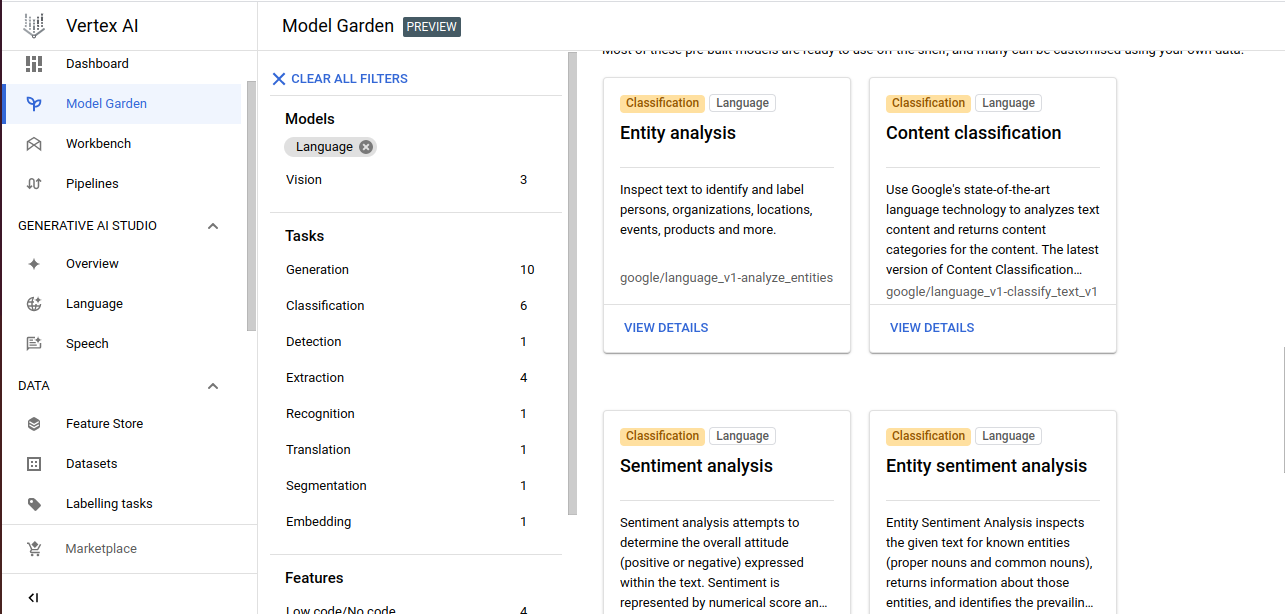 Vertex AI
Dashboard
Model Garden
Workbench
Pipelines
GENERATIVE AI STUDIO
Overview
Language
Speech
DATA
Feature Store
Datasets
Labelling tasks
Marketplace
Model Garden PREVIEW
CLEAR ALL FILTERS
Models
Language
Vision 3
Tasks
Generation 10
Classification 6
Detection 1
Extraction 4
Recognition 1
Translation 1
Segmentation 1
Embedding 1
Features
Low code/No code 4
Most of these pre built models are ready to use off the shelf, and many can be customised using your own data.
Classification Language
Entity analysis
Inspect text to identify and label
persons, organizations, locations,
events, products and more.
google/language_v1-analyze_entities
VIEW DETAILS
Classification Language
Content classification
Use Google's state-of-the-art
language technology to analyzes text
content and returns content
categories for the content. The latest
version of Content Classification...
google/language_v1-classify_text_v1
VIEW DETAILS
Classification Language
Sentiment analysis
Sentiment analysis attempts to
determine the overall attitude
(positive or negative) expressed
within the text. Sentiment is
represented by numerical score an...
Classification Language
Entity sentiment analysis
Entity Sentiment Analysis inspects
the given text for known entities
(proper nouns and common nouns),
returns information about those
entities, and identifies the prevailin...